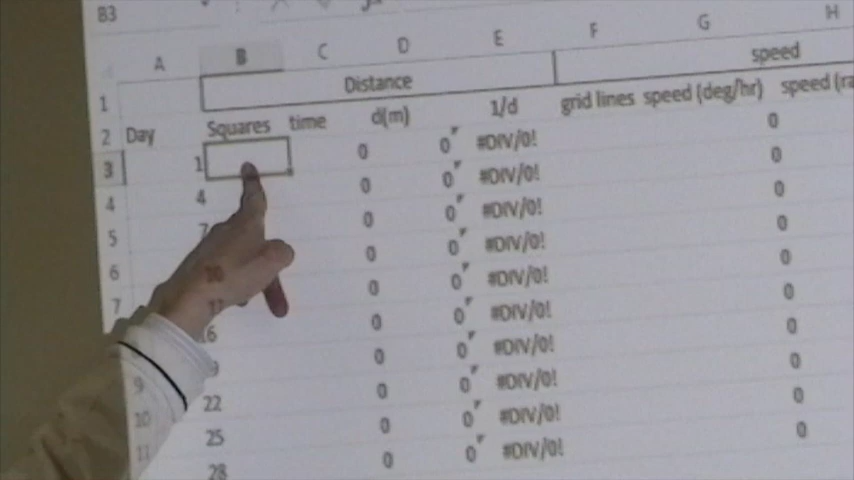 B3
A B C D E F G H
1 Distance speed
2 Day Squares time d(m) 1/d grid lines speed (deg/hr) speed (ra
3 1 0 0 #DIV/0! 0
4 4 0 0 #DIV/0! 0
5 7 0 0 #DIV/0! 0
6 10 0 0 #DIV/0! 0
7 0 0 #DIV/0! 0
16 0 0 #DIV/0! 0
9 0 0 #DIV/0! 0
10 22 0 0 #DIV/0! 0
11 25 0 0 #DIV/0! 0
28 0 0 #DIV/0! 0